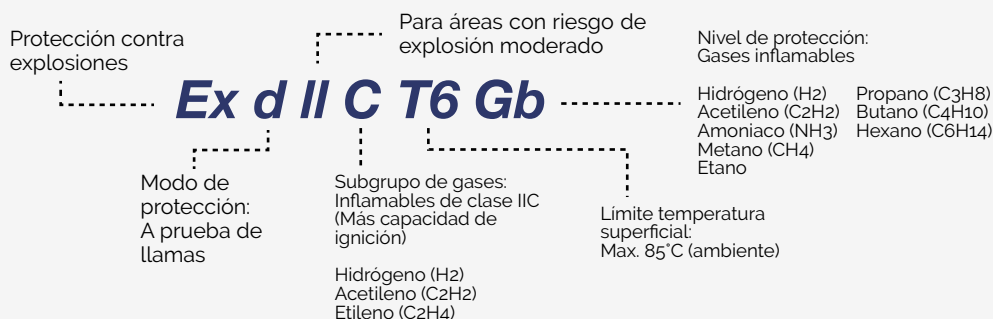 Protección contra
explosiones
Para áreas con riesgo de
explosión moderado
Nivel de protección:
Gases inflamables
Hidrógeno (H2)
Acetileno (C2H2)
Amoniaco (NH3)
Metano (CH4)
Etano
Propano (C3H8)
Butano (C4H10)
Hexano (C6H14)
Ex d II C T6 Gb
Modo de
protección:
A prueba de
llamas
Subgrupo de gases:
Inflamables de clase IIC
(Más capacidad de
ignición)
Hidrógeno (H2)
Acetileno (C2H2)
Etileno (C2H4)
Límite temperatura
superficial:
Max. 85°C (ambiente)